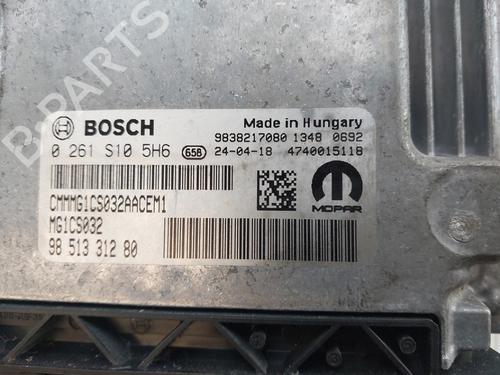 B-PARTS
BOSCH
Made in Hungary
9838217080 1348 0692
0 261 S10 5H6 658 24-04-18 4740015118
CMMMG1CS032AACEM1
MG1CS032
MOPAR
98 513 312 80